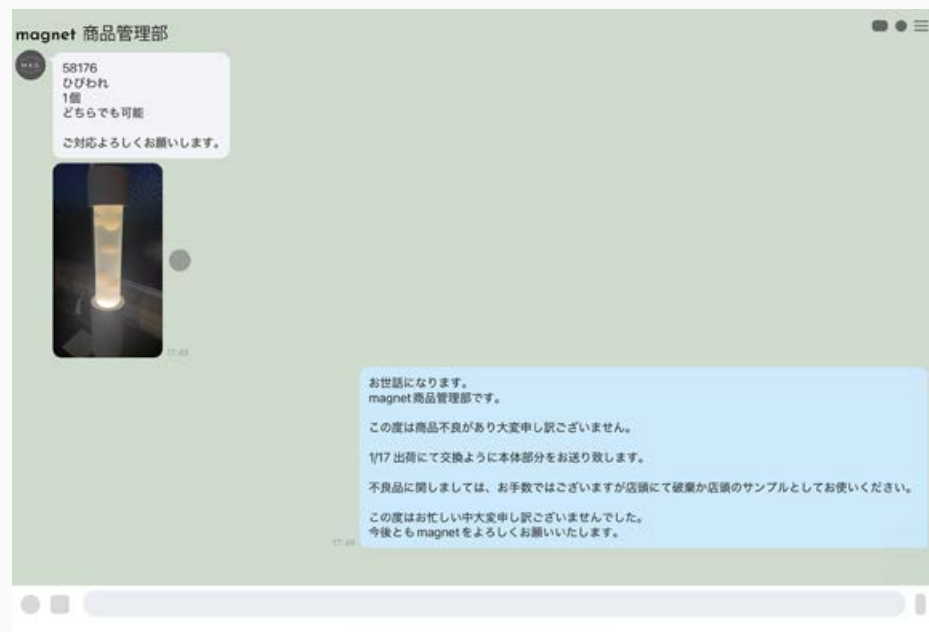 magnet 商品管理部
58176
ひびわれ
1個
どちらでも可能
ご対応よろしくお願いします。
お世話になります。
magnet商品管理部です。
この度は商品不良があり大変申し訳ございません。
1/17 出荷にて交換ように本体部分をお送り致します。
不良品に関しましては、お手数ではございますが店頭にて破棄か店頭のサンプルとしてお使いください。
この度はお忙しい中大変申し訳ございませんでした。
今後ともmagnetをよろしくお願いいたします。